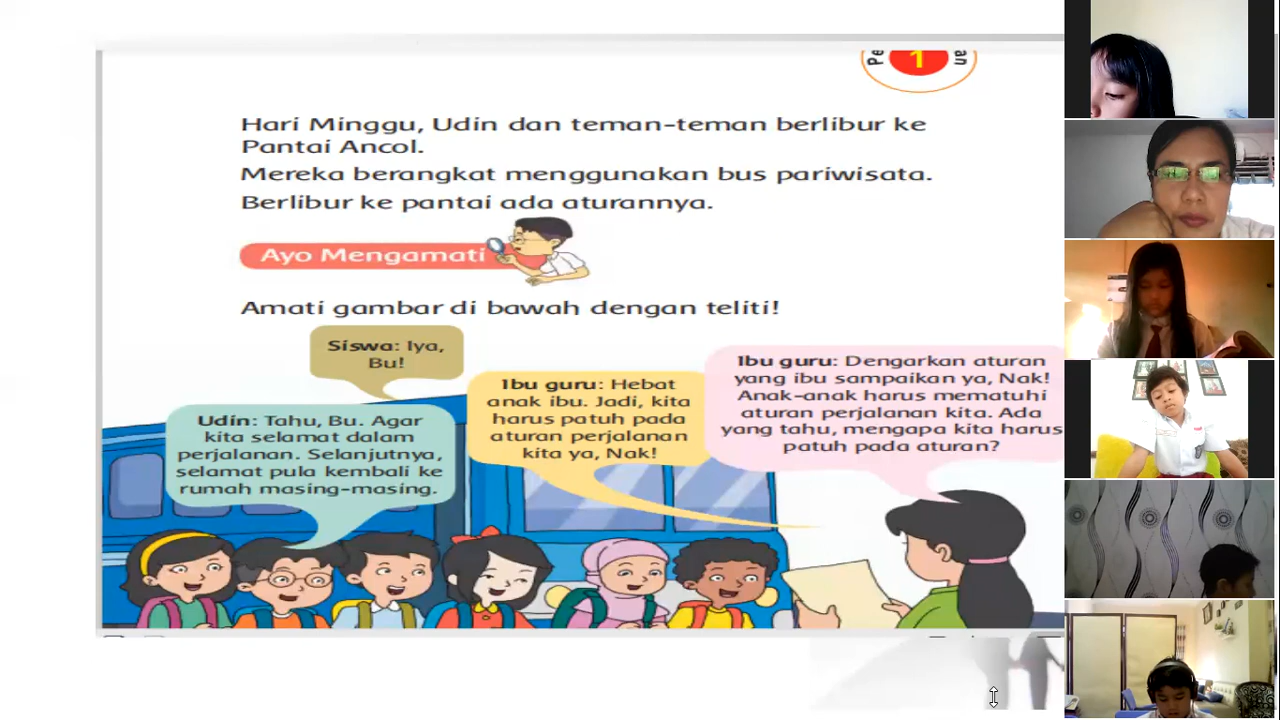 1
Hari Minggu, Udin dan teman-teman berlibur ke
Pantai Ancol.
Mereka berangkat menggunakan bus pariwisata.
Berlibur ke pantai ada aturannya.
Ayo Mengamati
Amati gambar di bawah dengan teliti!
Siswa: Iya,
Bu!
Udin: Tahu, Bu. Agar
kita selamat dalam
perjalanan. Selanjutnya,
selamat pula kembali ke
rumah masing-masing.
Ibu guru: Hebat
anak ibu. Jadi, kita
harus patuh pada
aturan perjalanan
kita ya, Nak!
Ibu guru: Dengarkan aturan
yang ibu sampaikan ya, Nak!
Anak-anak harus mematuhi
aturan perjalanan kita. Ada
yang tahu, mengapa kita harus
patuh pada aturan?